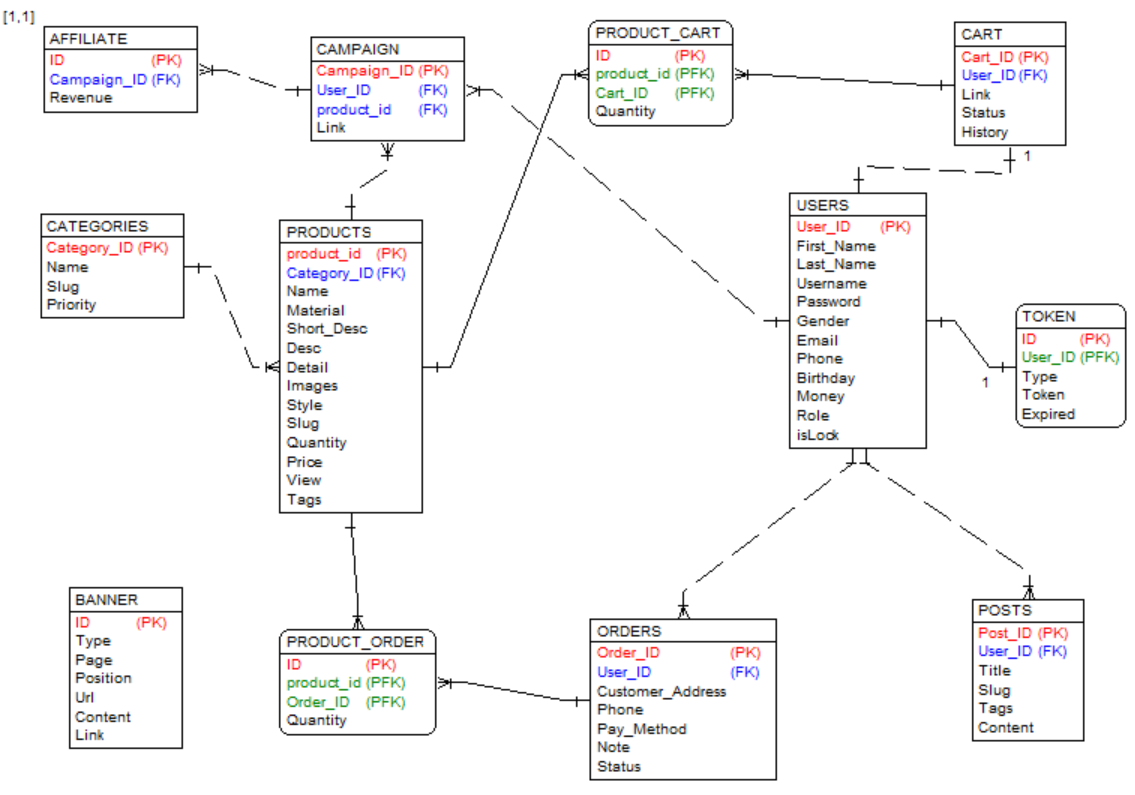 [1,1]
AFFILIATE
ID (PK)
Campaign_ID (FK)
Revenue
CAMPAIGN
Campaign_ID (PK)
User_ID (FK)
product_id (FK)
Link
PRODUCT_CART
ID (PK)
product_id (PFK)
Cart_ID (PFK)
Quantity
CART
Cart_ID (PK)
User_ID (FK)
Link
Status
History
1
CATEGORIES
Category_ID (PK)
Name
Slug
Priority
PRODUCTS
product_id (PK)
Category_ID (FK)
Name
Material
Short_Desc
Desc
Detail
Images
Style
Slug
Quantity
Price
View
Tags
USERS
User_ID (PK)
First_Name
Last_Name
Username
Password
Gender
Email
Phone
Birthday
Money
Role
isLock
TOKEN
ID (PK)
User_ID (PFK)
Type
Token
Expired
1
BANNER
ID (PK)
Type
Page
Position
Url
Content
Link
PRODUCT_ORDER
ID (PK)
product_id (PFK)
Order_ID (PFK)
Quantity
ORDERS
Order_ID (PK)
User_ID (FK)
Customer_Address
Phone
Pay_Method
Note
Status
POSTS
Post_ID (PK)
User_ID (FK)
Title
Slug
Tags
Content